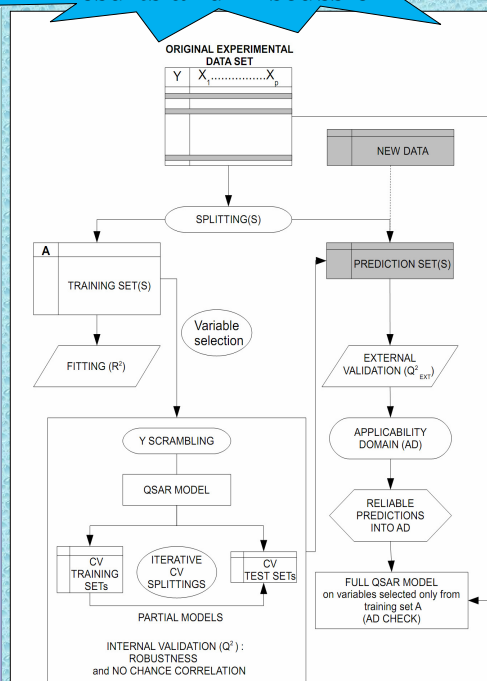 ORIGINAL EXPERIMENTAL
DATA SET
Y X1................Xp
NEW DATA
SPLITTING(S)
A
TRAINING SET(S)
PREDICTION SET(S)
Variable
selection
FITTING (R²)
EXTERNAL
VALIDATION (Q²EXT)
Y SCRAMBLING
APPLICABILITY
DOMAIN (AD)
QSAR MODEL
RELIABLE
PREDICTIONS
INTO AD
CV
TRAINING
SETs
ITERATIVE
CV
SPLITTINGS
CV
TEST SETs
FULL QSAR MODEL
on variables selected only from
training set A
(AD CHECK)
PARTIAL MODELS
INTERNAL VALIDATION (Q² ) :
ROBUSTNESS
and NO CHANCE CORRELATION